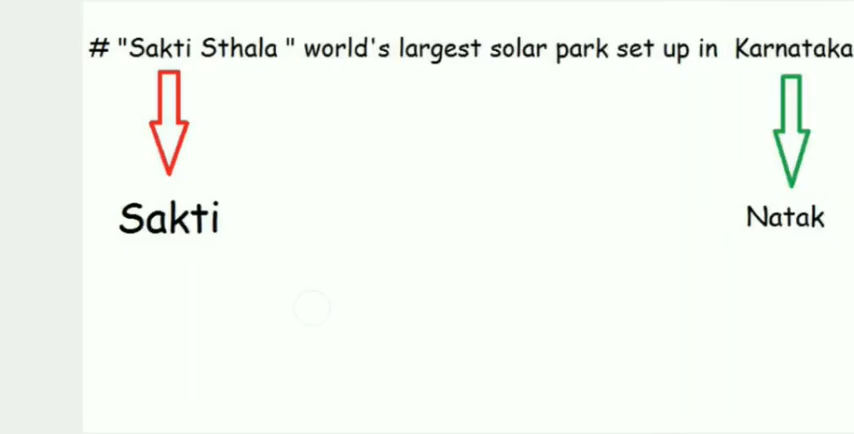 # "Sakti Sthala " world's largest solar park set up in Karnataka
Sakti
Natak